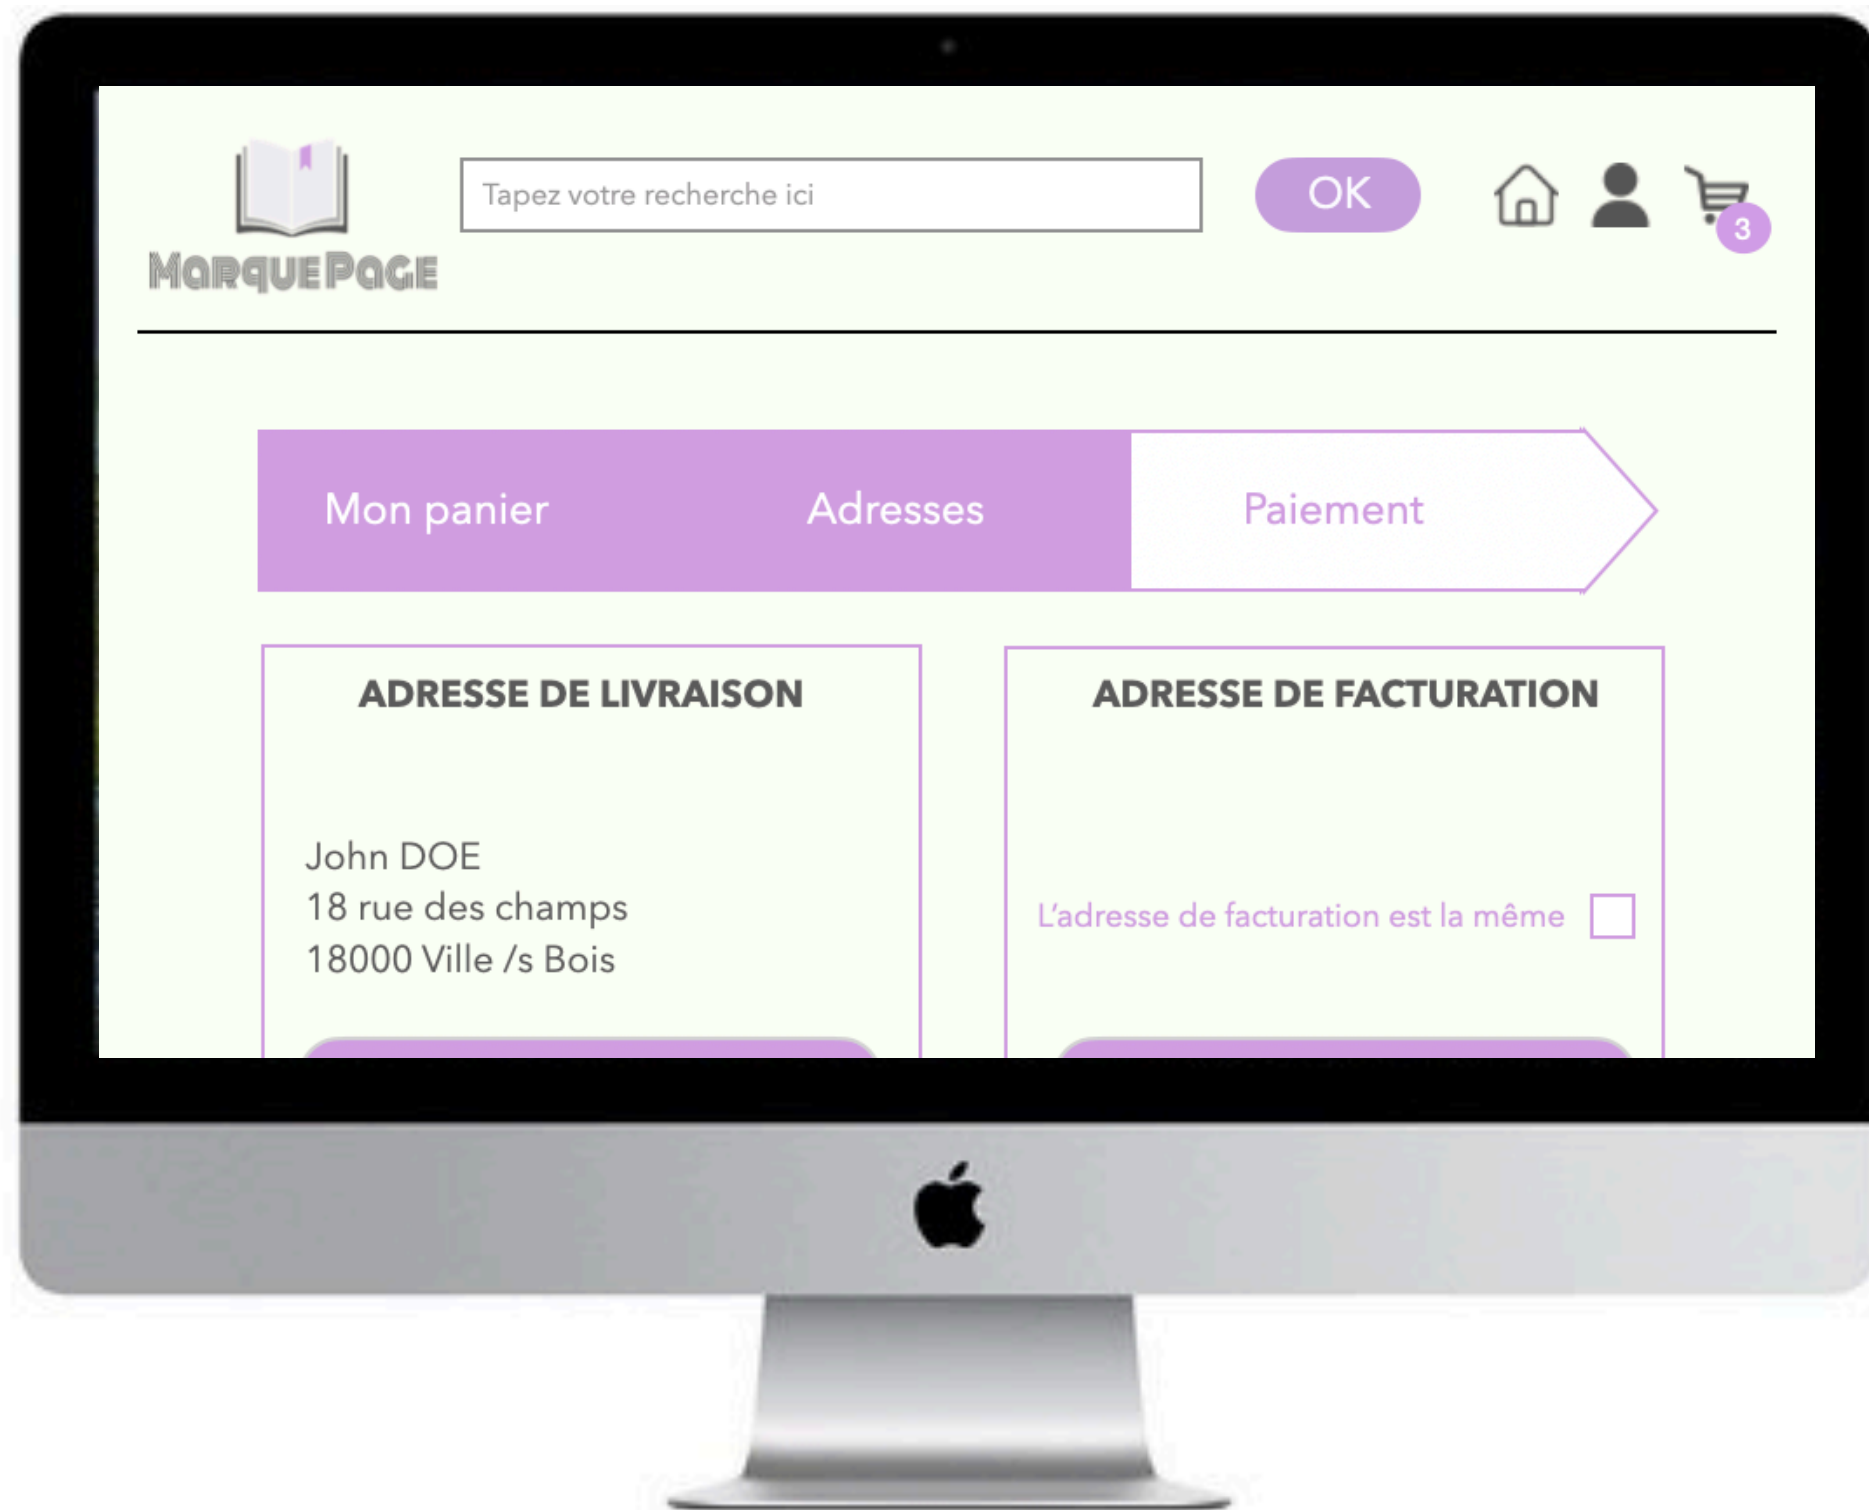 MARQUEPAGE
Tapez votre recherche ici
OK
3
Mon panier
Adresses
Paiement
ADRESSE DE LIVRAISON
John DOE
18 rue des champs
18000 Ville /s Bois
ADRESSE DE FACTURATION
L’adresse de facturation est la même